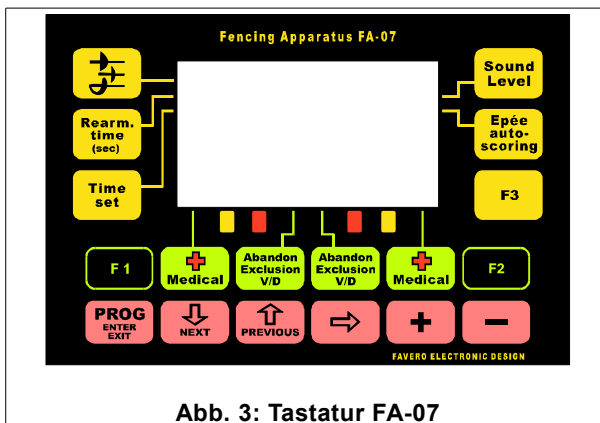 Fencing Apparatus FA-07
Sound
Level
Rearm.
time
(sec)
Epée
auto-
scoring
Time
set
F3
F 1
Medical
Abandon
Exclusion
V/D
Abandon
Exclusion
V/D
Medical
F2
PROG
ENTER
EXIT
NEXT
PREVIOUS
FAVERO ELECTRONIC DESIGN
Abb. 3: Tastatur FA-07